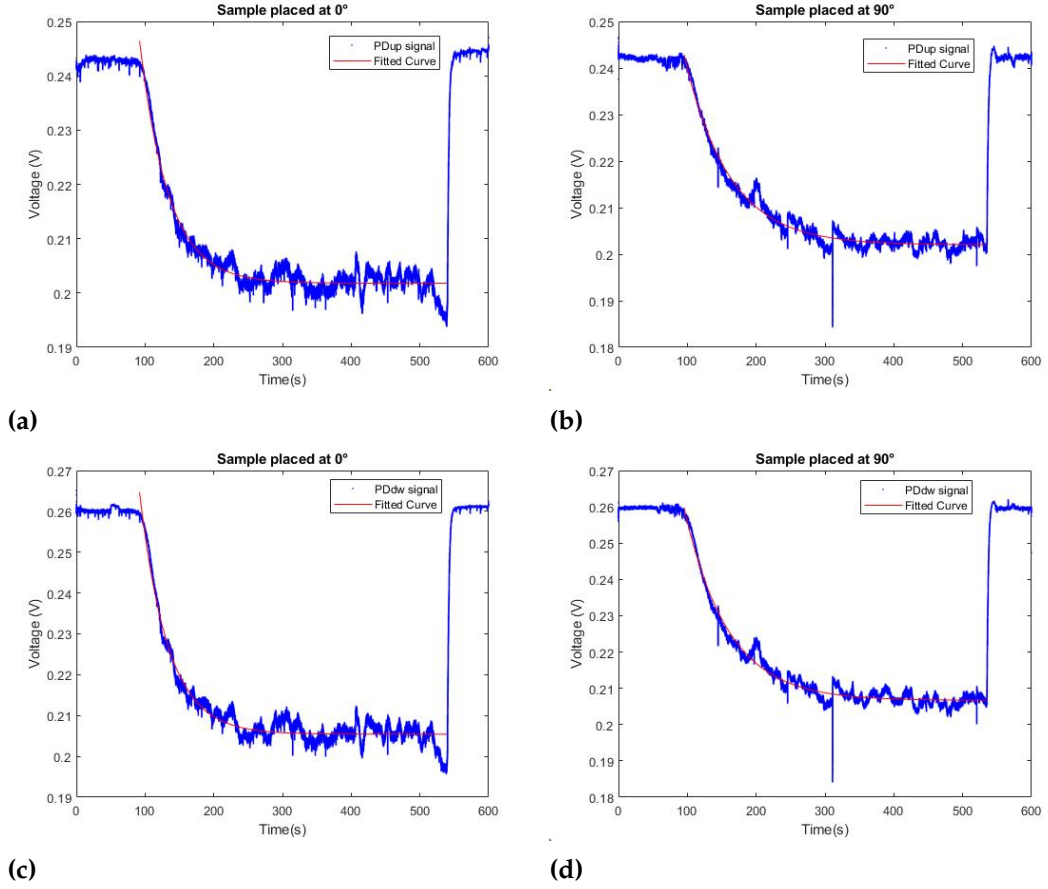 Sample placed at 0°
0.25
0.24
0.23
0.22
0.21
0.2
0.19
Voltage (V)
PDup signal
Fitted Curve
0 100 200 300 400 500 600
Time(s)
(a)
Sample placed at 90°
0.25
0.24
0.23
0.22
0.21
0.2
0.19
0.18
Voltage (V)
PDup signal
Fitted Curve
0 100 200 300 400 500 600
Time(s)
(b)
Sample placed at 0°
0.27
0.26
0.25
0.24
0.23
0.22
0.21
0.2
0.19
Voltage (V)
PDdw signal
Fitted Curve
0 100 200 300 400 500 600
Time(s)
(c)
Sample placed at 90°
0.27
0.26
0.25
0.24
0.23
0.22
0.21
0.2
0.19
0.18
Voltage (V)
PDdw signal
Fitted Curve
0 100 200 300 400 500 600
Time(s)
(d)